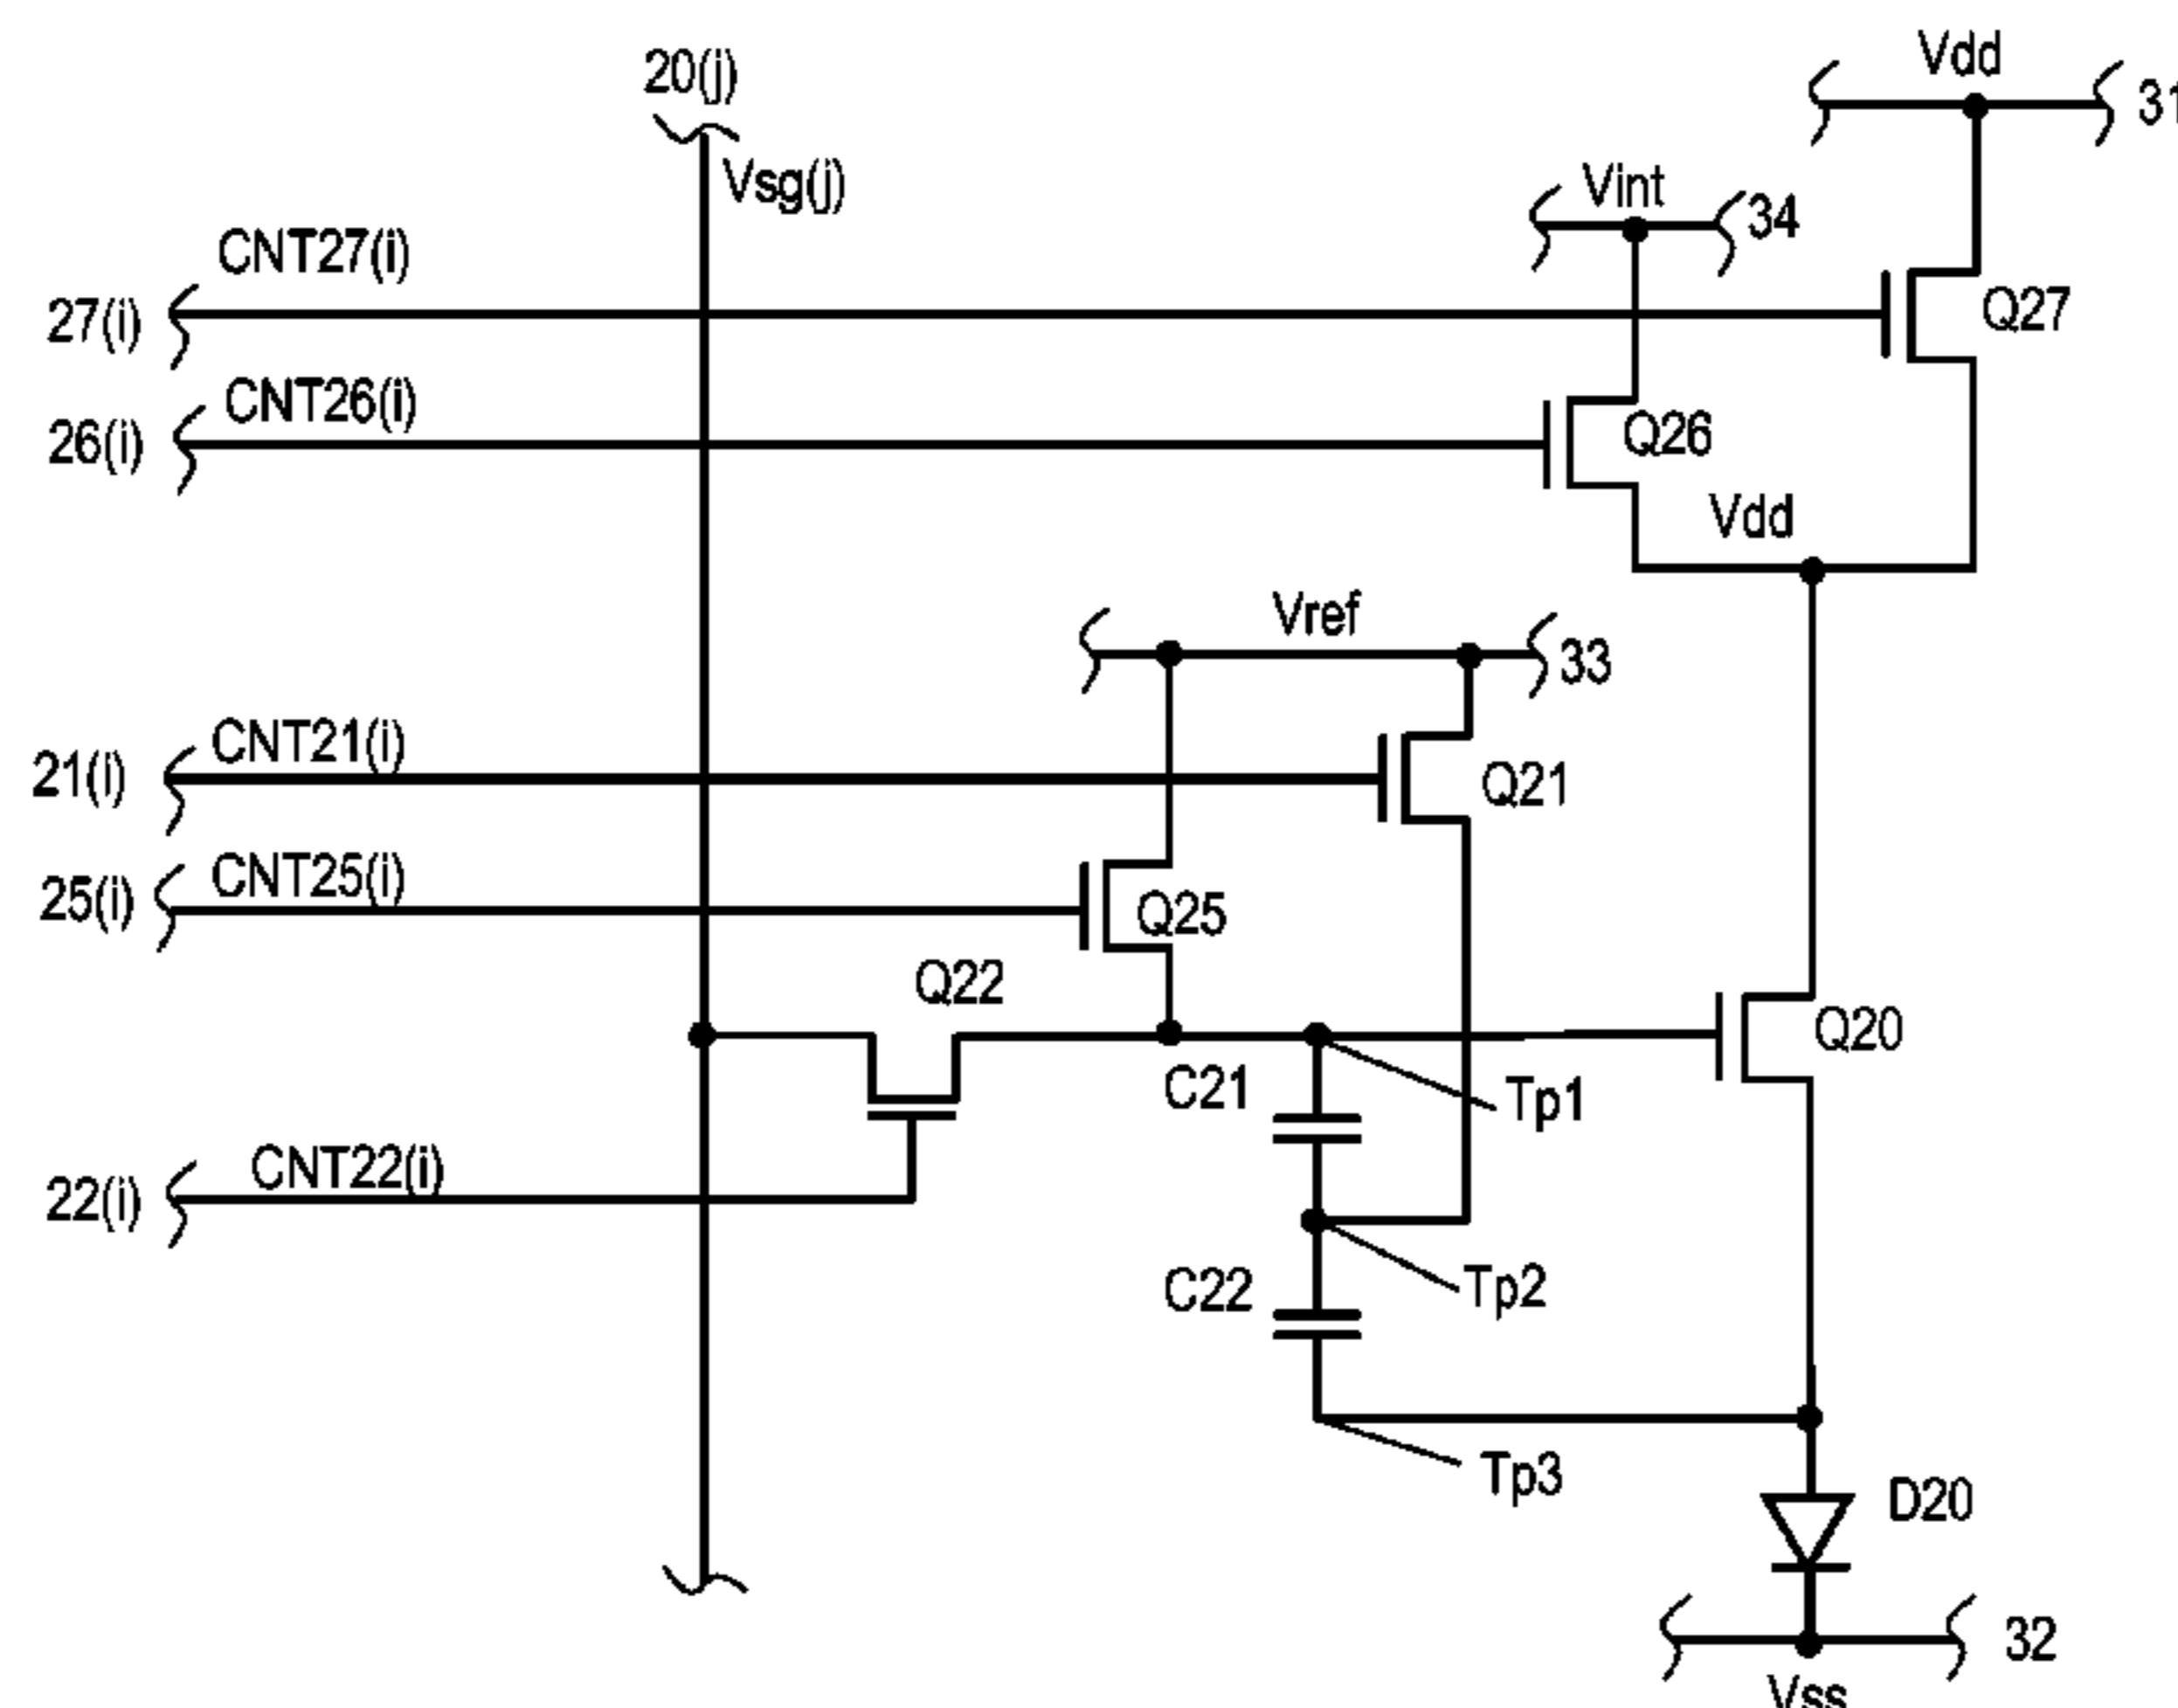 20(j)
Vdd
31
Vsg(j)
Vint
34
CNT27(i)
27(i)
Q27
CNT26(i)
26(i)
Q26
Vdd
Vref
33
CNT21(i)
21(i)
Q21
CNT25(i)
25(i)
Q25
Q22
Q20
C21
Tp1
CNT22(i)
22(i)
C22
Tp2
Tp3
D20
32
Vss